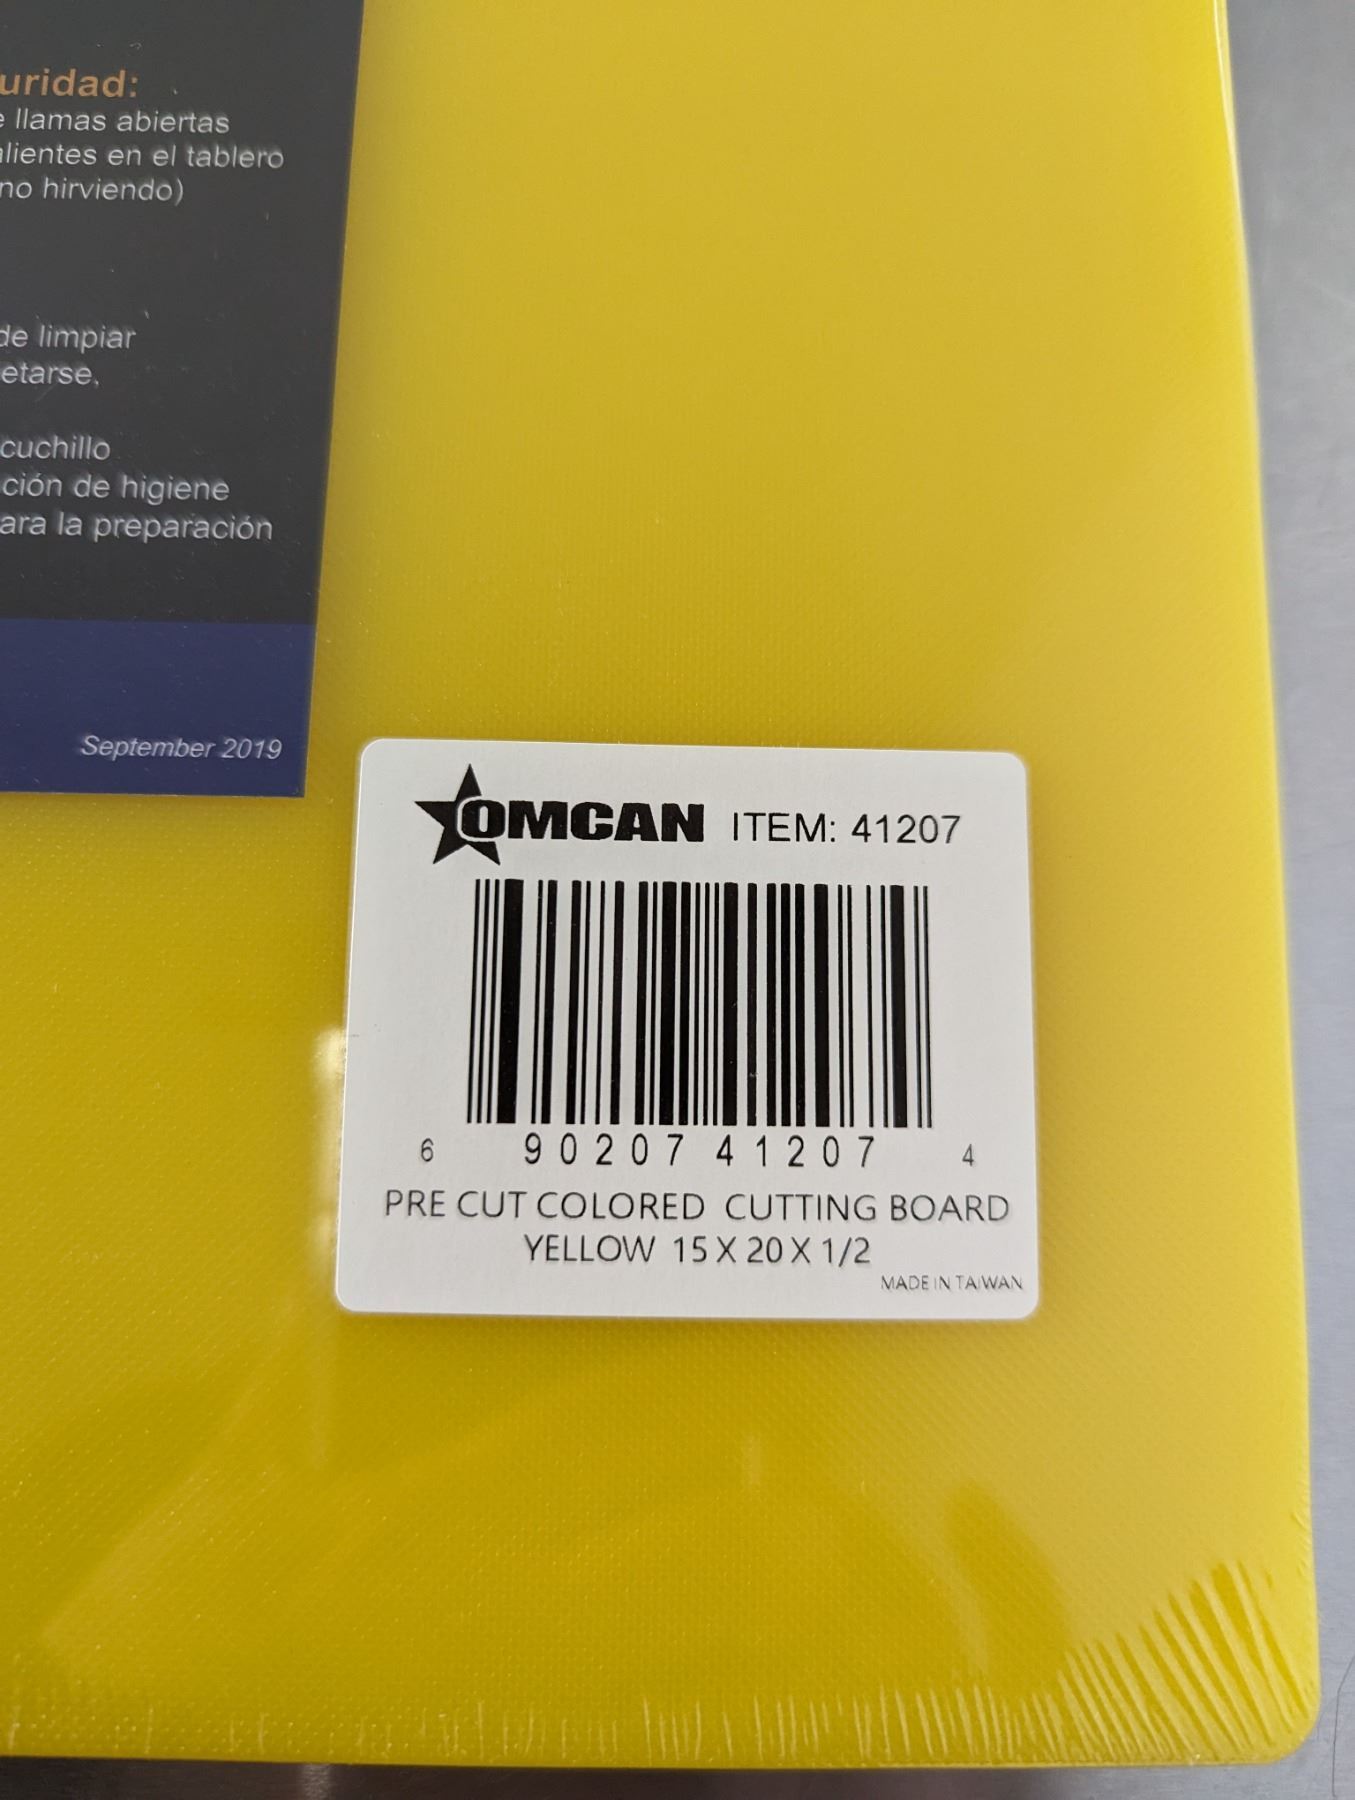 uridad:
e llamas abiertas
alientes en el tablero
no hirviendo)
de limpiar
etarse.
cuchillo
ción de higiene
ara la preparación
September 2019
OMCAN ITEM: 41207
6 90207 41207 4
PRE CUT COLORED CUTTING BOARD
YELLOW 15 X 20 X 1/2
MADE IN TAIWAN